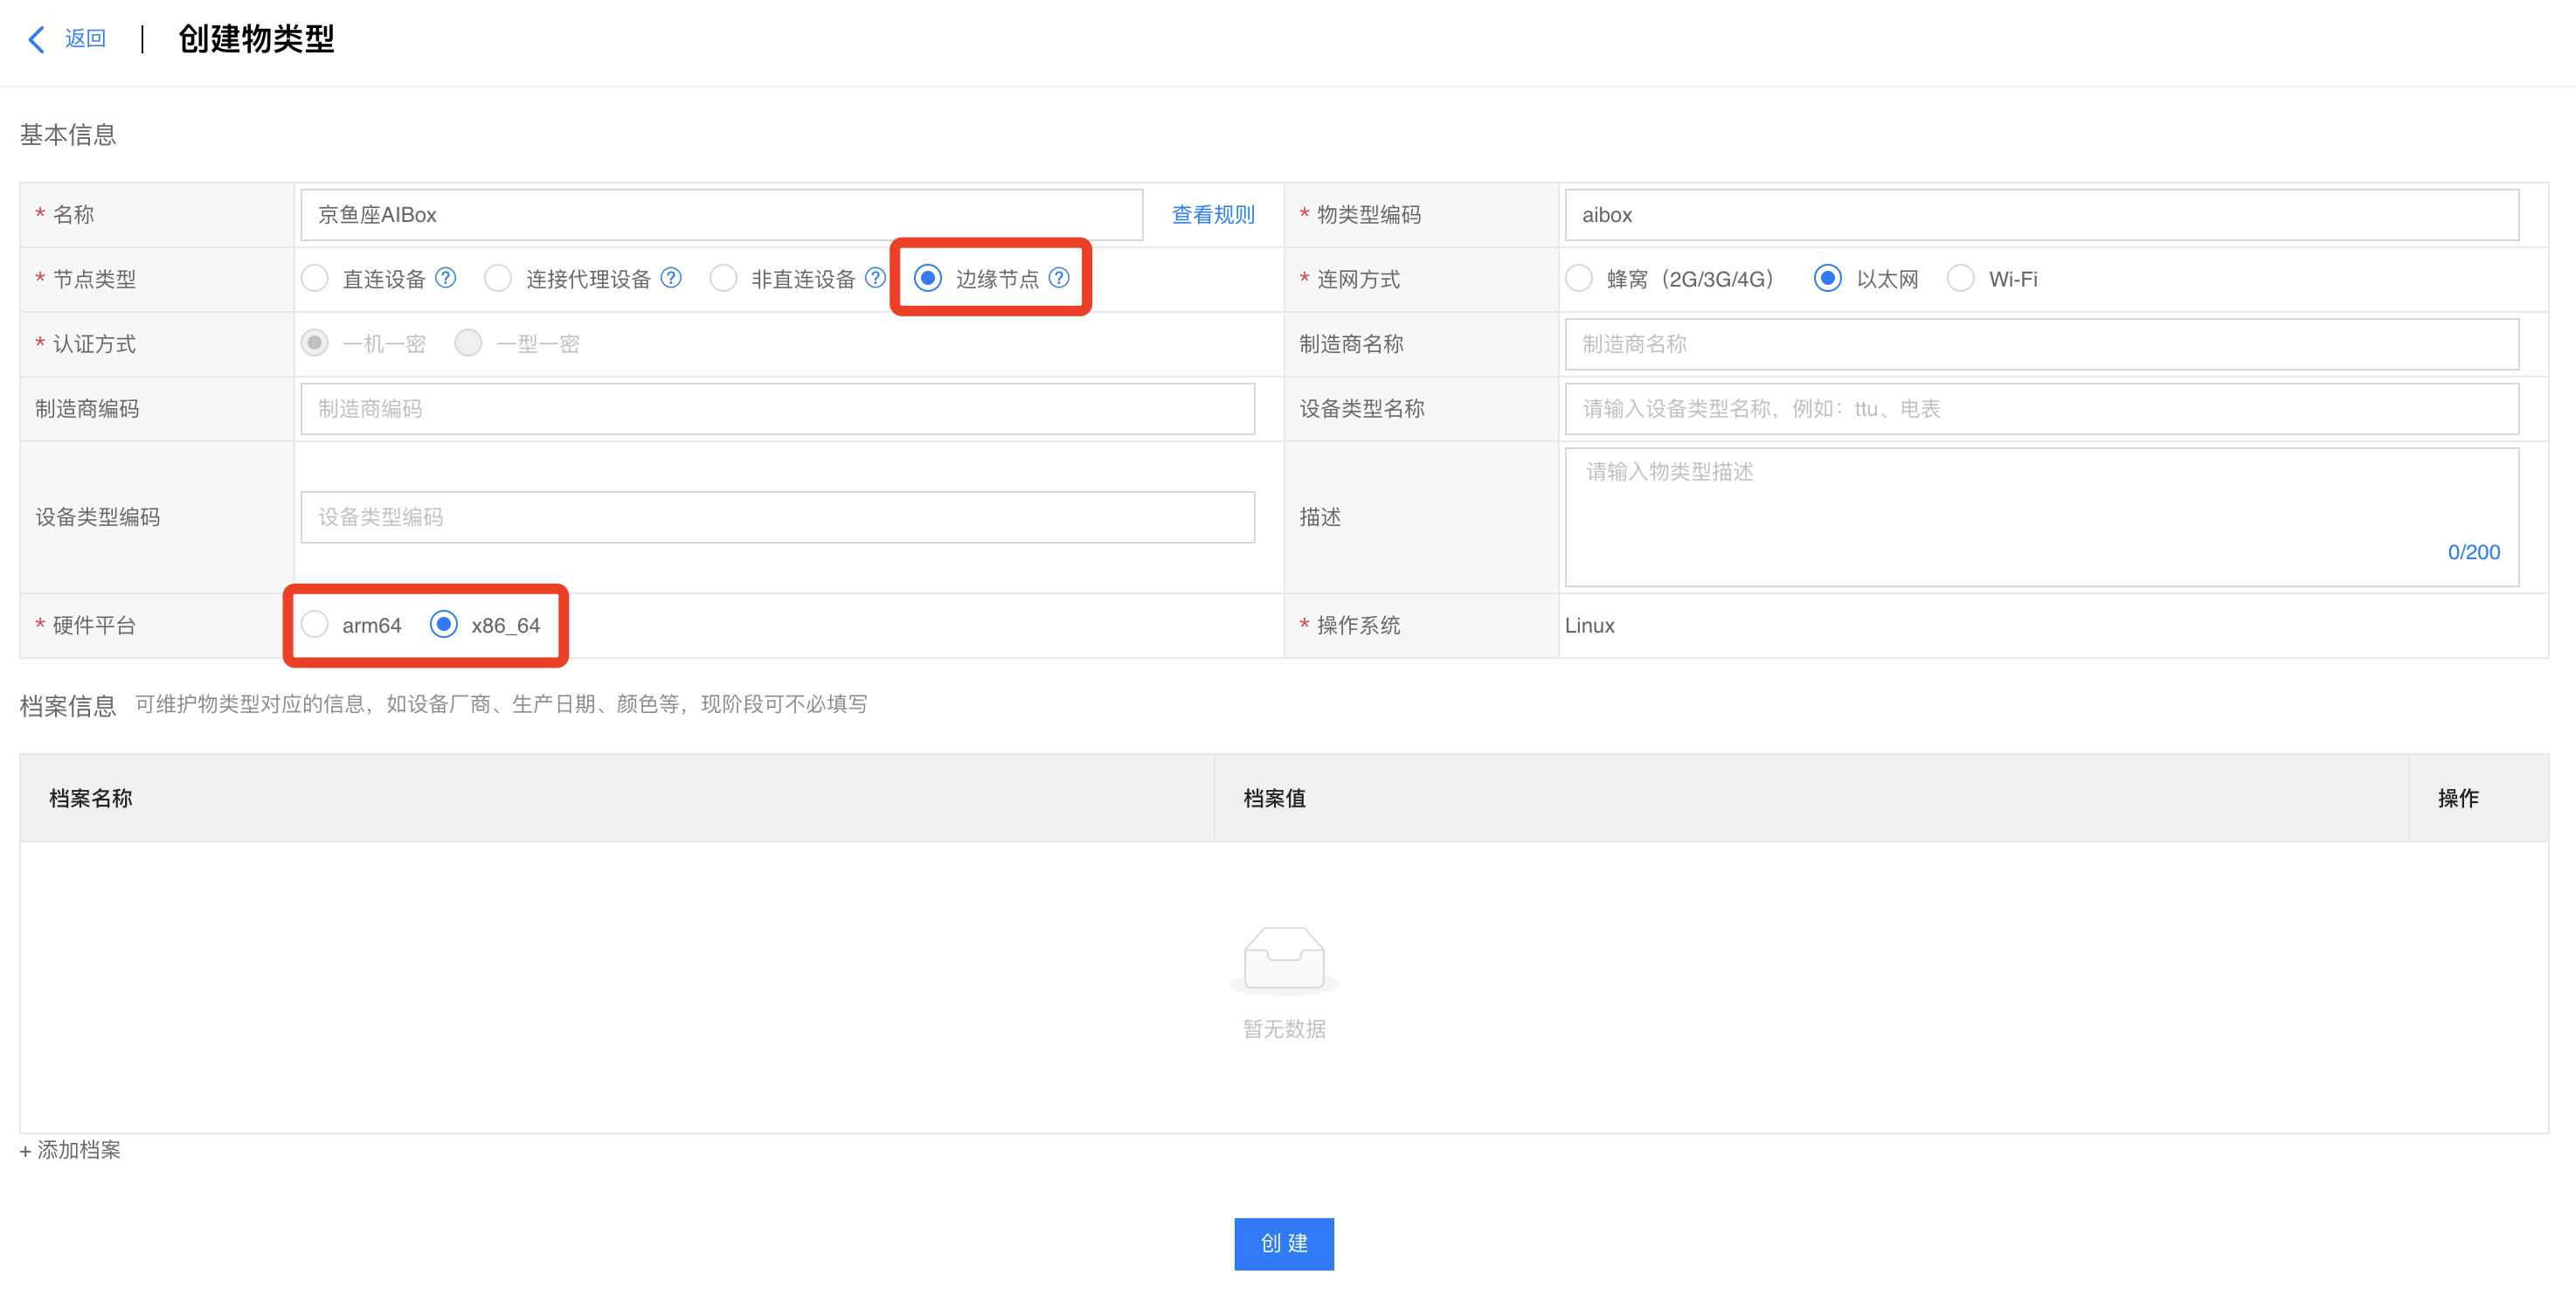 返回 | 创建物类型
基本信息
* 名称 京鱼座AIBox 查看规则 * 物类型编码 aibox
* 节点类型 直连设备 ? 连接代理设备 ? 非直连设备 ? 边缘节点 ? * 连网方式 蜂窝（2G/3G/4G） 以太网 Wi-Fi
* 认证方式 一机一密 一型一密 制造商名称 制造商名称
制造商编码 制造商编码 设备类型名称 请输入设备类型名称，例如：ttu、电表
设备类型编码 设备类型编码 描述 请输入物类型描述
0/200
* 硬件平台 arm64 x86_64 * 操作系统 Linux
档案信息 可维护物类型对应的信息，如设备厂商、生产日期、颜色等，现阶段可不必填写
档案名称 档案值 操作
暂无数据
+ 添加档案
创 建